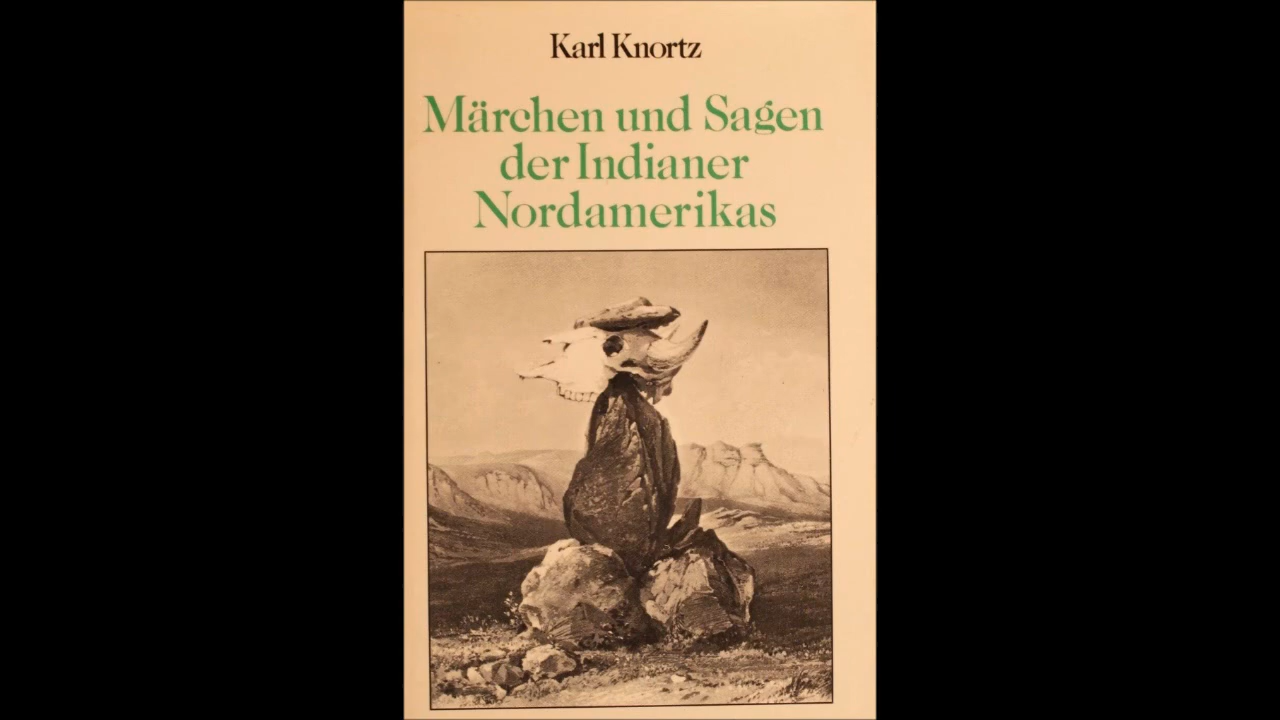 Karl Knortz
Märchen und Sagen
der Indianer
Nordamerikas